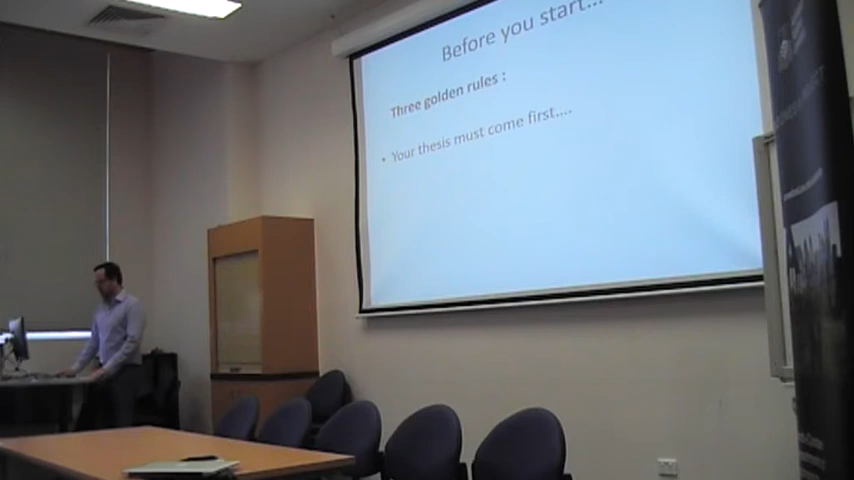 Before you start...
Three golden rules :
• Your thesis must come first....